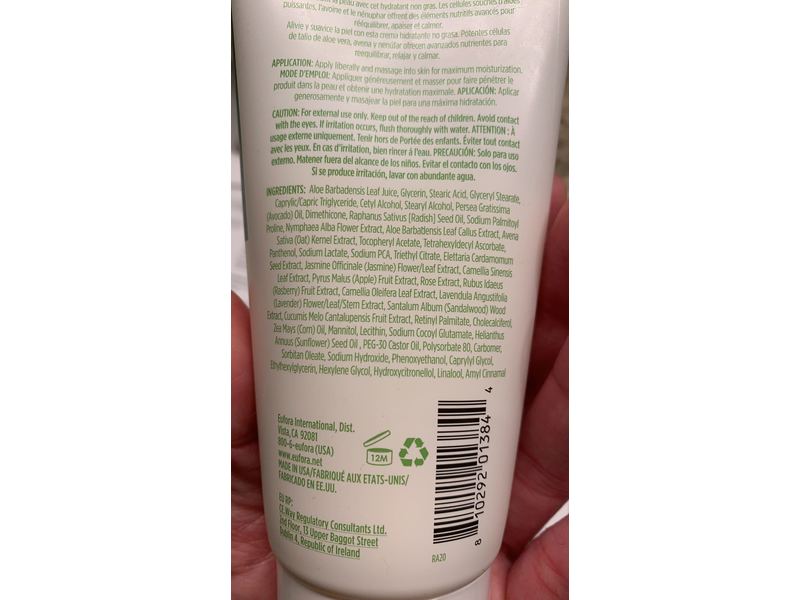 la peau avec cet hydratant non gras. Les cellules souches d'aloès
puissantes, l'avoine et le nénuphar offrent des éléments nutritifs avancés pour
rééquilibrer, apaiser et calmer.
Alivie y suavice la piel con esta crema hidratante no grasa. Potentes células
de tallo de aloe vera, avena y nenúfar ofrecen avanzados nutrientes para
reequilibrar, relajar y calmar.
APPLICATION: Apply liberally and massage into skin for maximum moisturization.
MODE D'EMPLOI: Appliquer généreusement et masser pour faire pénétrer le
produit dans la peau et obtenir une hydratation maximale. APLICACIÓN: Aplicar
generosamente y masajear la piel para una máxima hidratación.
CAUTION: For external use only. Keep out of the reach of children. Avoid contact
with the eyes. If irritation occurs, flush thoroughly with water. ATTENTION : À
usage externe uniquement. Tenir hors de Portée des enfants. Éviter tout contact
avec les yeux. En cas d'irritation, bien rincer à l'eau. PRECAUCIÓN: Solo para uso
externo. Matener fuera del alcance de los niños. Evitar el contacto con los ojos.
Si se produce irritación, lavar con abundante agua.
INGREDIENTS: Aloe Barbadensis Leaf Juice, Glycerin, Stearic Acid, Glyceryl Stearate,
Caprylic/Capric Triglyceride, Cetyl Alcohol, Stearyl Alcohol, Persea Gratissima
(Avocado) Oil, Dimethicone, Raphanus Sativus [Radish] Seed Oil, Sodium Palmitoyl
Proline, Nymphaea Alba Flower Extract, Aloe Barbadensis Leaf Callus Extract, Avena
Sativa (Oat) Kernel Extract, Tocopheryl Acetate, Tetrahexyldecyl Ascorbate,
Panthenol, Sodium Lactate, Sodium PCA, Triethyl Citrate, Elettaria Cardamomum
Seed Extract, Jasmine Officinale (Jasmine) Flower/Leaf Extract, Camellia Sinensis
Leaf Extract, Pyrus Malus (Apple) Fruit Extract, Rose Extract, Rubus Idaeus
(Rasberry) Fruit Extract, Camellia Oleifera Leaf Extract, Lavendula Angustifolia
(Lavender) Flower/Leaf/Stem Extract, Santalum Album (Sandalwood) Wood
Extract, Cucumis Melo Cantalupensis Fruit Extract, Retinyl Palmitate, Cholecalciferol,
Zea Mays (Corn) Oil, Mannitol, Lecithin, Sodium Cocoyl Glutamate, Helianthus
Annuus (Sunflower) Seed Oil , PEG-30 Castor Oil, Polysorbate 80, Carbomer,
Sorbitan Oleate, Sodium Hydroxide, Phenoxyethanol, Caprylyl Glycol,
Ethylhexylglycerin, Hexylene Glycol, Hydroxycitronellol, Linalool, Amyl Cinnamal
Eufora International, Dist.
Vista, CA 92081
800-6-eufora (USA)
www.eufora.net
MADE IN USA/FABRIQUÉ AUX ETATS-UNIS/
FABRICADO EN EE.UU.
12M
EU RP:
CE.Way Regulatory Consultants Ltd.
2nd Floor, 13 Upper Baggot Street
Dublin 4, Republic of Ireland
8 10292 01384 4
RA20